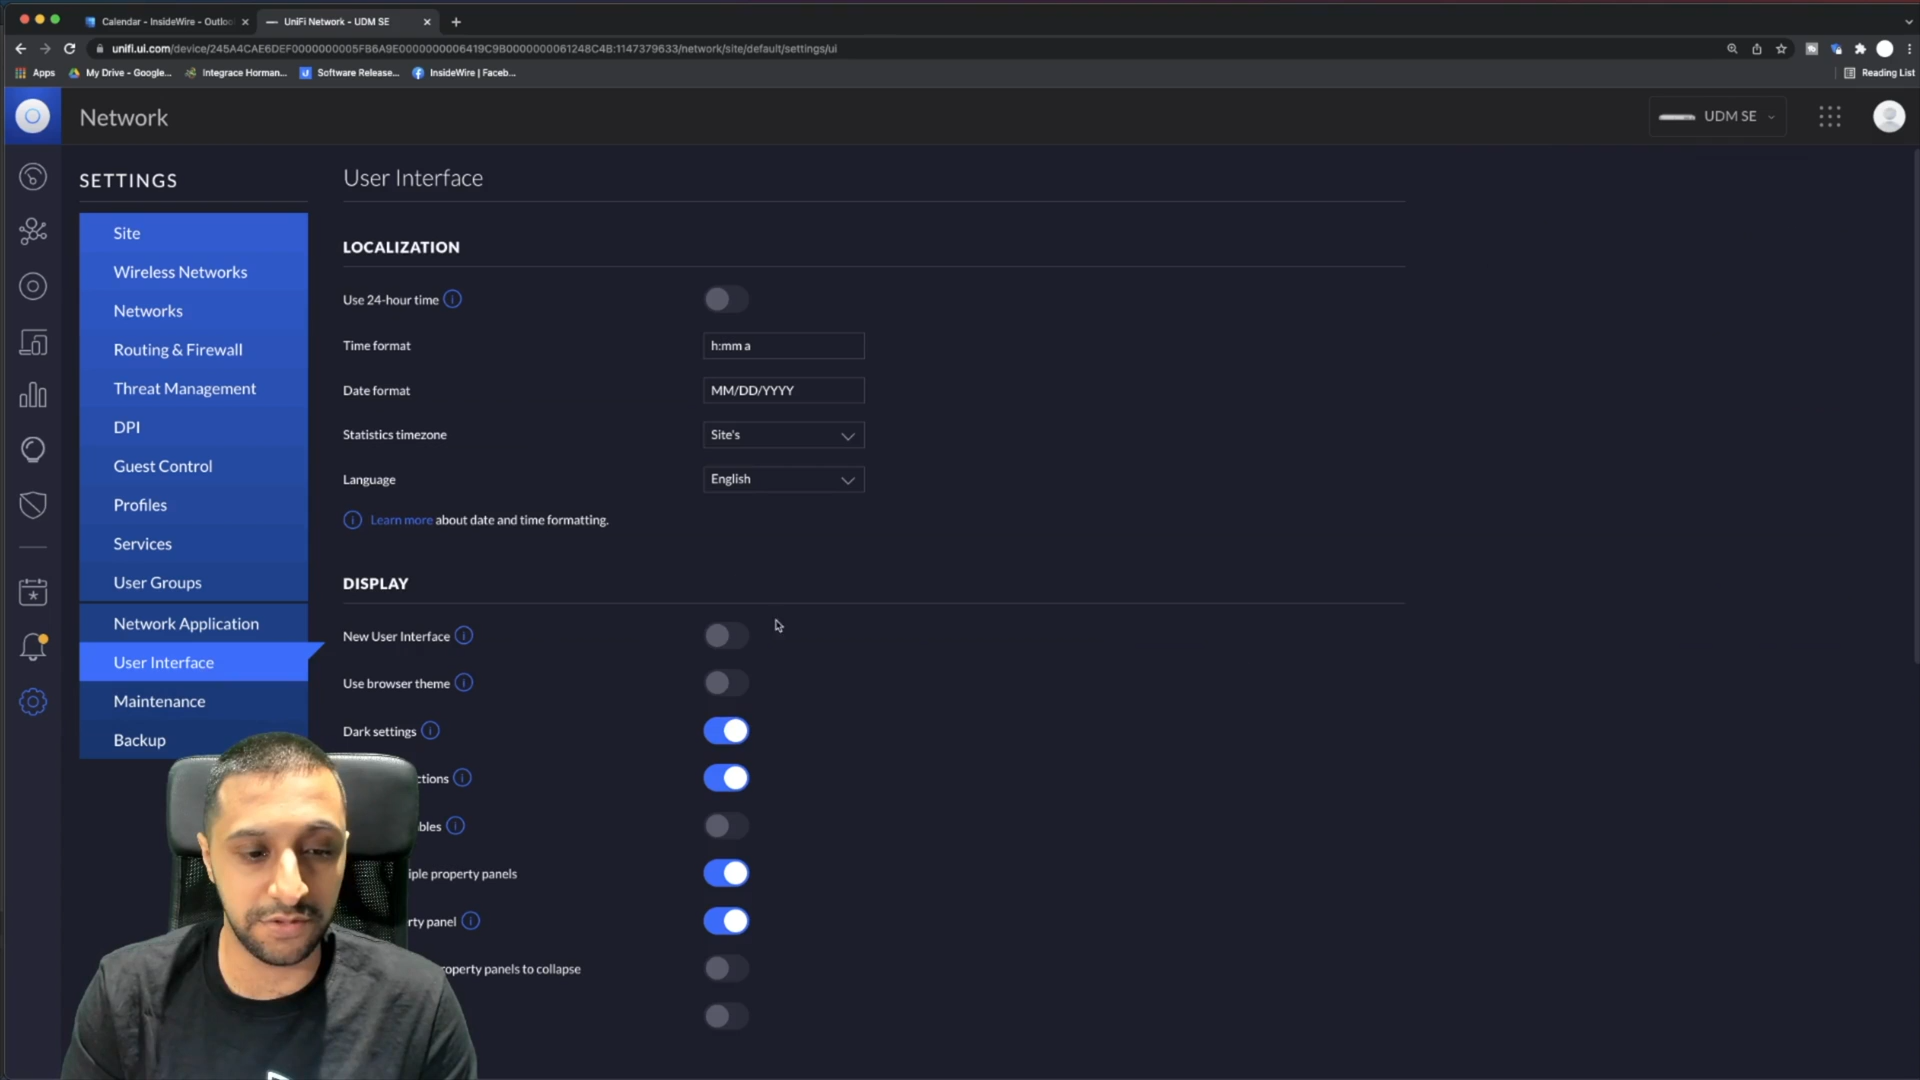 Calendar - InsideWire - Outloo
UniFi Network - UDM SE
unifi.ui.com/device/245A4CAE6DEF0000000005FB6A9E0000000006419C9B0000000061248C4B:1147379633/network/site/default/settings/ui
Apps
My Drive - Google...
Integrace Horman...
Software Release...
InsideWire | Faceb...
Reading List
Network
UDM SE
SETTINGS
Site
Wireless Networks
Networks
Routing & Firewall
Threat Management
DPI
Guest Control
Profiles
Services
User Groups
Network Application
User Interface
Maintenance
Backup
User Interface
LOCALIZATION
Use 24-hour time
Time format
h:mm a
Date format
MM/DD/YYYY
Statistics timezone
Site's
Language
English
Learn more about date and time formatting.
DISPLAY
New User Interface
Use browser theme
Dark settings
ctions
bles
iple property panels
rty panel
operty panels to collapse